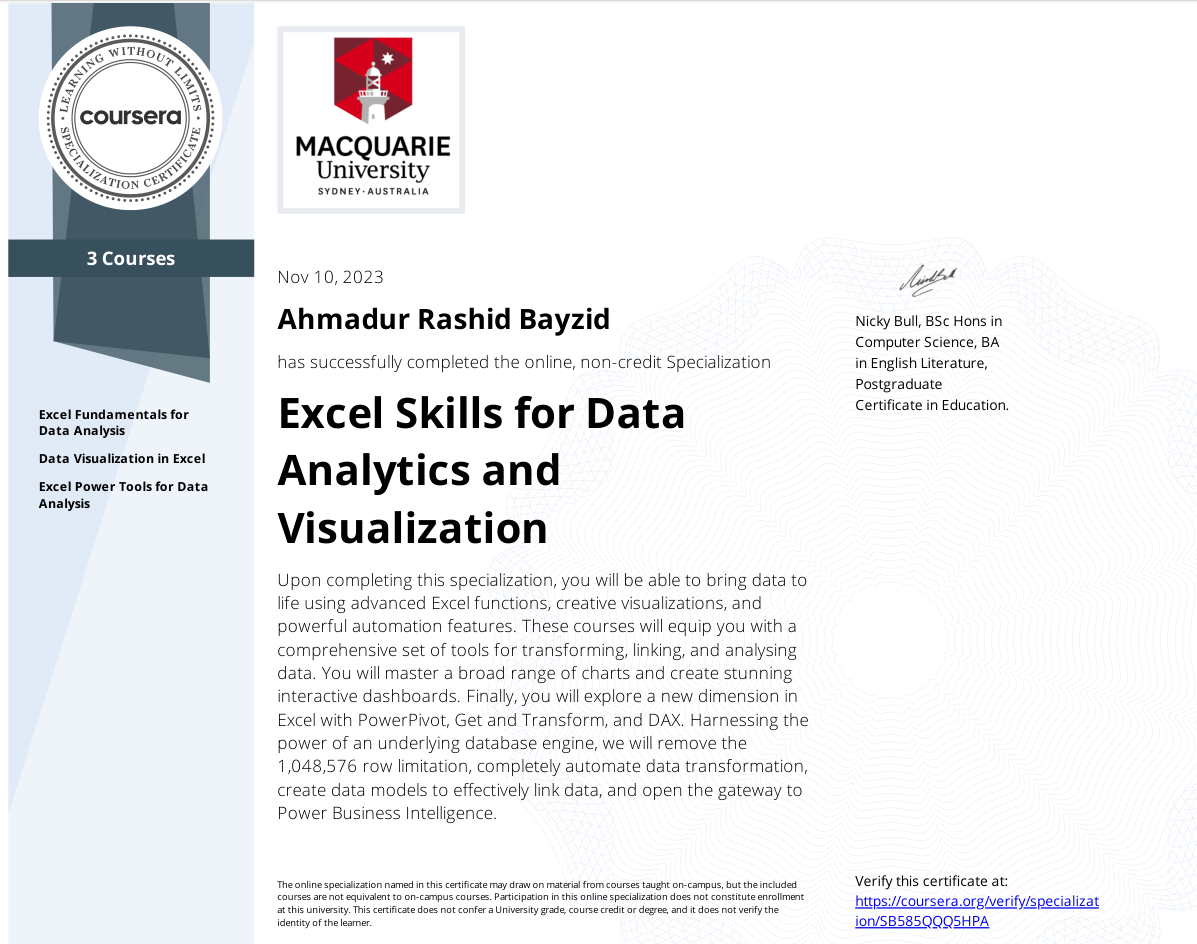 LEARNING WITHOUT LIMITS
coursera
SPECIALIZATION CERTIFICATE
3 Courses
Excel Fundamentals for
Data Analysis
Data Visualization in Excel
Excel Power Tools for Data
Analysis
MACQUARIE
University
SYDNEY·AUSTRALIA
Nov 10, 2023
Ahmadur Rashid Bayzid
has successfully completed the online, non-credit Specialization
Excel Skills for Data
Analytics and
Visualization
Upon completing this specialization, you will be able to bring data to
life using advanced Excel functions, creative visualizations, and
powerful automation features. These courses will equip you with a
comprehensive set of tools for transforming, linking, and analysing
data. You will master a broad range of charts and create stunning
interactive dashboards. Finally, you will explore a new dimension in
Excel with PowerPivot, Get and Transform, and DAX. Harnessing the
power of an underlying database engine, we will remove the
1,048,576 row limitation, completely automate data transformation,
create data models to effectively link data, and open the gateway to
Power Business Intelligence.
The online specialization named in this certificate may draw on material from courses taught on-campus, but the included
courses are not equivalent to on-campus courses. Participation in this online specialization does not constitute enrollment
at this university. This certificate does not confer a University grade, course credit or degree, and it does not verify the
identity of the learner.
Nicky Bull, BSc Hons in
Computer Science, BA
in English Literature,
Postgraduate
Certificate in Education.
Verify this certificate at:
https://coursera.org/verify/specializat
ion/SB585QQQ5HPA